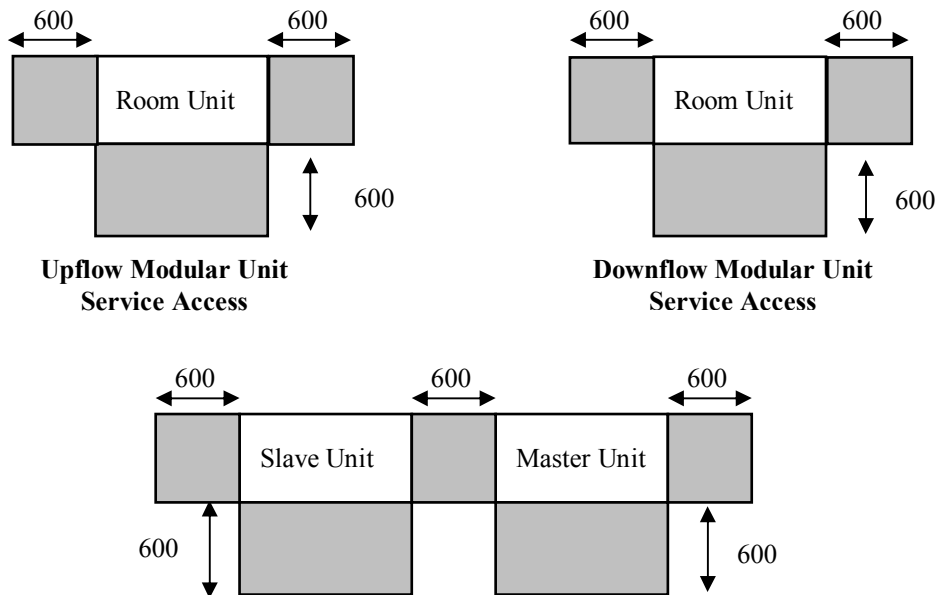 600
600
600
600
Room Unit
Room Unit
600
600
Upflow Modular Unit
Service Access
Downflow Modular Unit
Service Access
600
600
600
Slave Unit
Master Unit
600
600